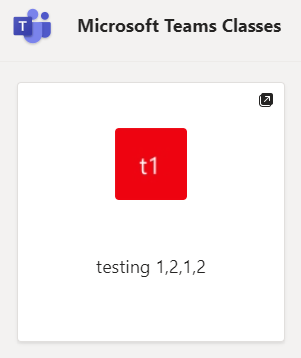 T
Microsoft Teams Classes
t1
testing 1,2,1,2